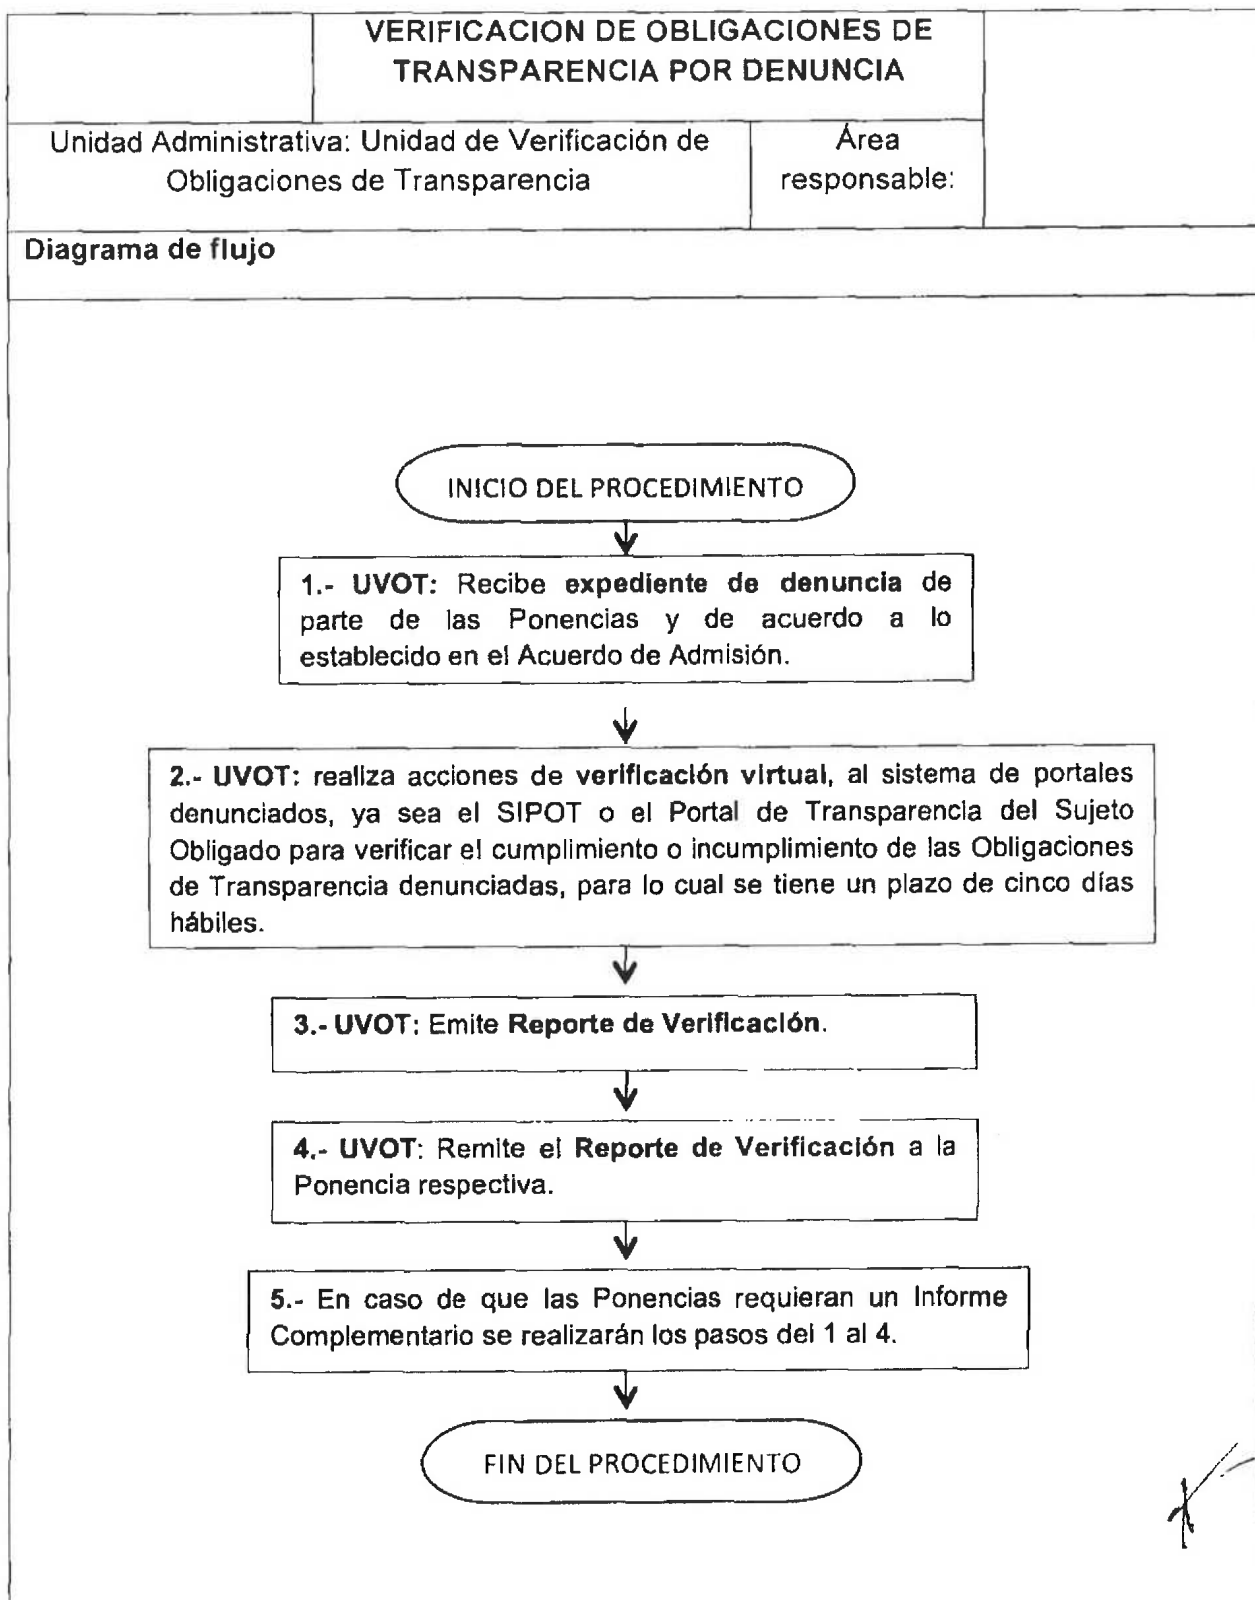 VERIFICACION DE OBLIGACIONES DE
TRANSPARENCIA POR DENUNCIA
Unidad Administrativa: Unidad de Verificación de
Obligaciones de Transparencia
Área
responsable:
Diagrama de flujo
INICIO DEL PROCEDIMIENTO
1.- UVOT: Recibe expediente de denuncia de
parte de las Ponencias y de acuerdo a lo
establecido en el Acuerdo de Admisión.
2.- UVOT: realiza acciones de verificación virtual, al sistema de portales
denunciados, ya sea el SIPOT o el Portal de Transparencia del Sujeto
Obligado para verificar el cumplimiento o incumplimiento de las Obligaciones
de Transparencia denunciadas, para lo cual se tiene un plazo de cinco días
hábiles.
3.- UVOT: Emite Reporte de Verificación.
4.- UVOT: Remite el Reporte de Verificación a la
Ponencia respectiva.
5.- En caso de que las Ponencias requieran un Informe
Complementario se realizarán los pasos del 1 al 4.
FIN DEL PROCEDIMIENTO